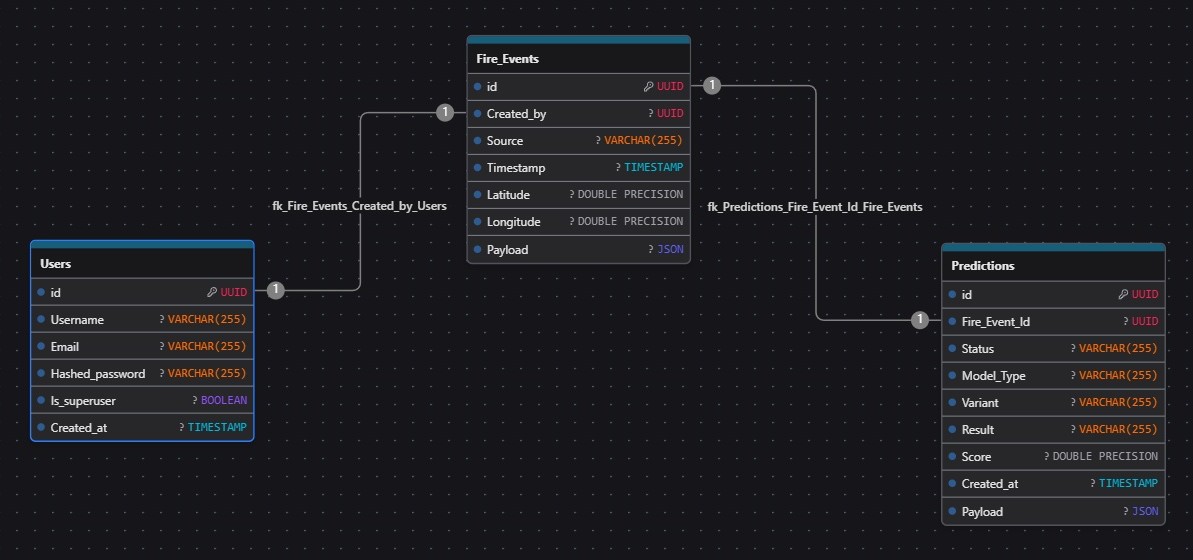 Fire_Events
id UUID
Created_by ? UUID
Source ? VARCHAR(255)
Timestamp ? TIMESTAMP
Latitude ? DOUBLE PRECISION
Longitude ? DOUBLE PRECISION
Payload ? JSON
1
1
fk_Fire_Events_Created_by_Users
fk_Predictions_Fire_Event_Id_Fire_Events
Users
id UUID
Username ? VARCHAR(255)
Email ? VARCHAR(255)
Hashed_password ? VARCHAR(255)
Is_superuser ? BOOLEAN
Created_at ? TIMESTAMP
1
1
Predictions
id UUID
Fire_Event_Id ? UUID
Status ? VARCHAR(255)
Model_Type ? VARCHAR(255)
Variant ? VARCHAR(255)
Result ? VARCHAR(255)
Score ? DOUBLE PRECISION
Created_at ? TIMESTAMP
Payload ? JSON